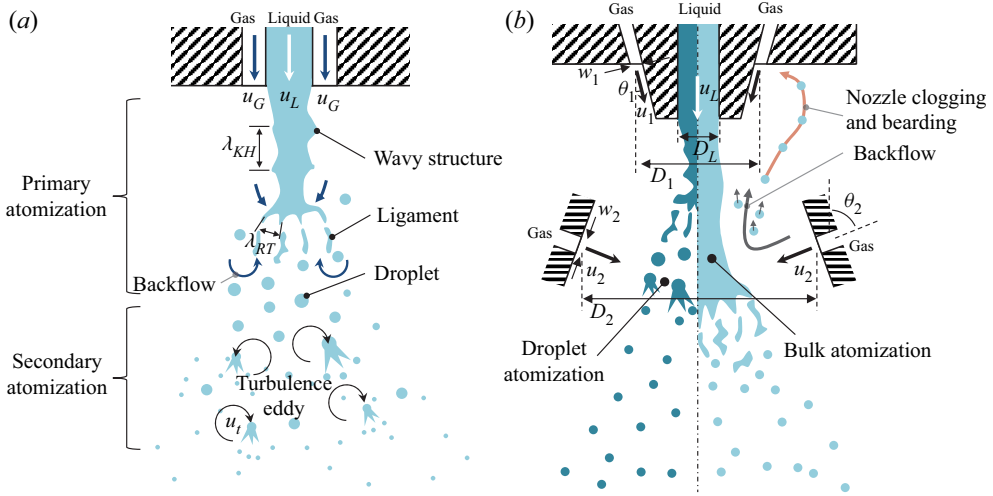 (a)
Gas Liquid Gas
u_G u_L u_G
λ_KH
Wavy structure
Primary
atomization
Ligament
λ_RT
Backflow
Droplet
Secondary
atomization
Turbulence
eddy
u_t
(b)
Gas Liquid Gas
w_1
θ_1
u_1
u_L
Nozzle clogging
and bearding
D_L
Backflow
D_1
θ_2
w_2
Gas
Gas
u_2
u_2
D_2
Droplet
atomization
Bulk atomization